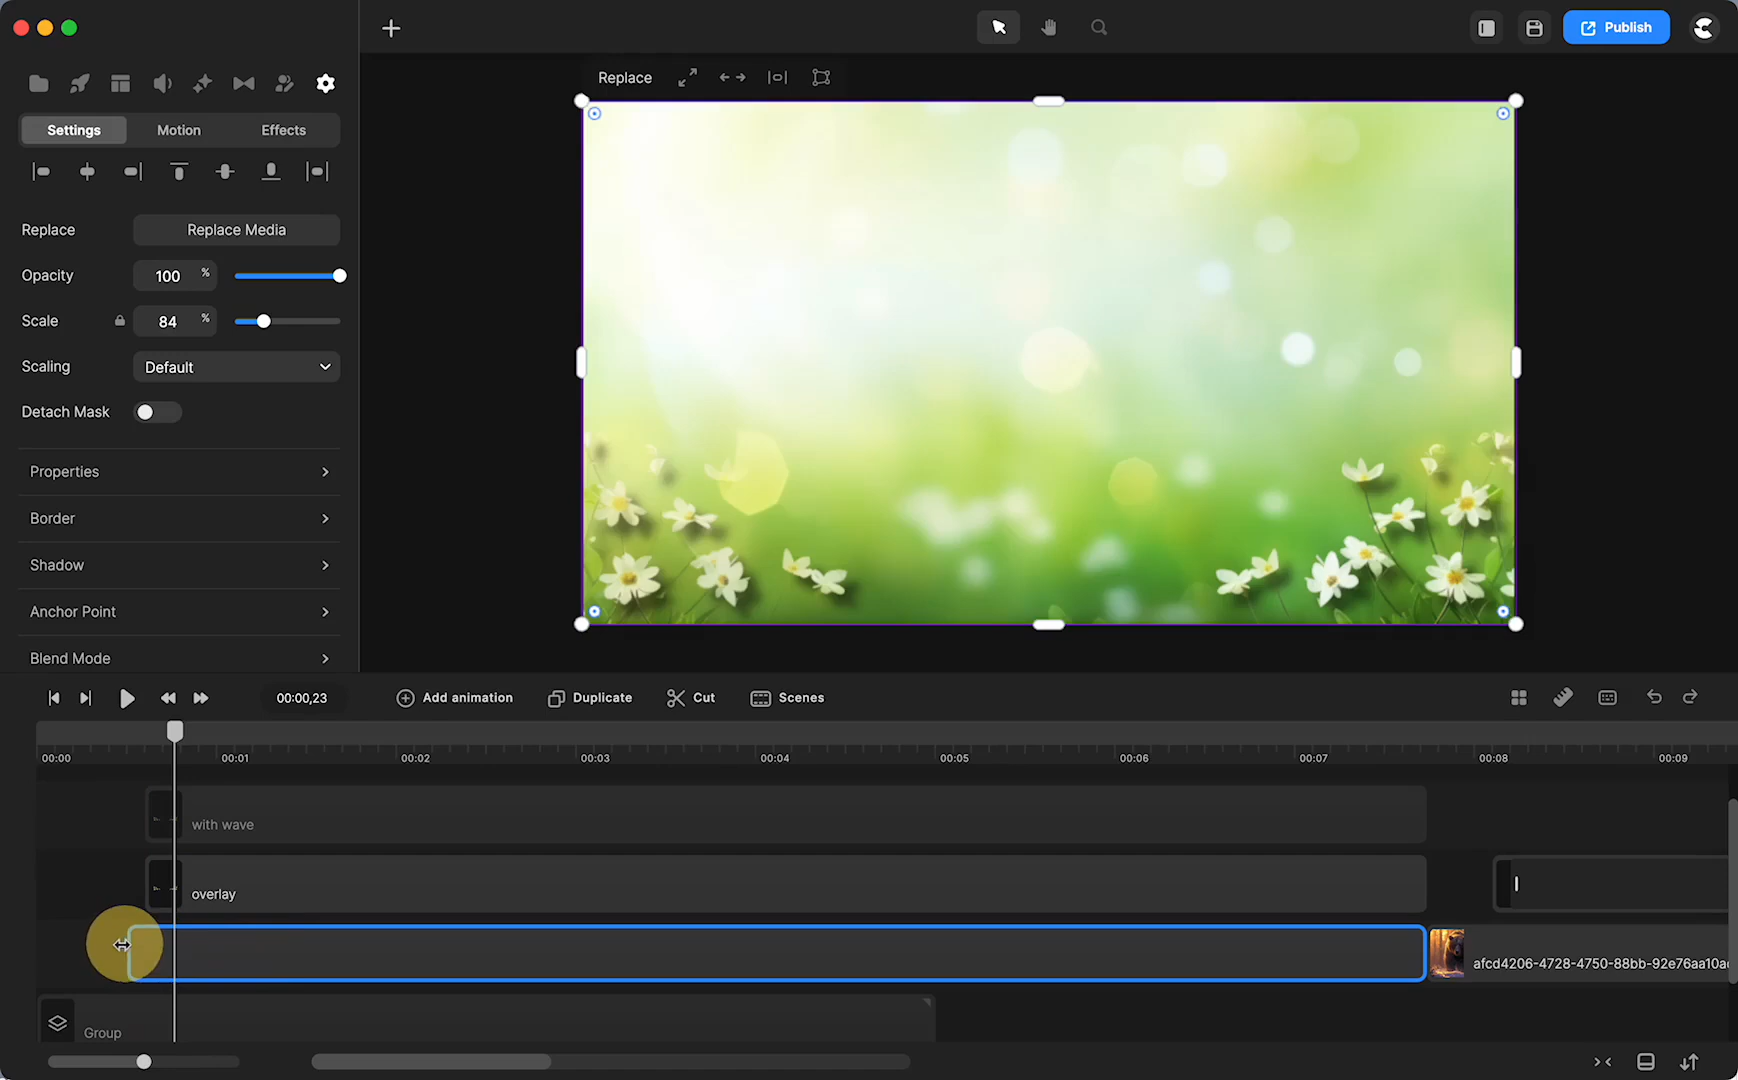 Publish
Replace
Settings Motion Effects
Replace Replace Media
Opacity 100 %
Scale 84 %
Scaling Default
Detach Mask
Properties
Border
Shadow
Anchor Point
Blend Mode
00:00,23 Add animation Duplicate Cut Scenes
00:00 00:01 00:02 00:03 00:04 00:05 00:06 00:07 00:08 00:09
with wave
overlay
afcd4206-4728-4750-88bb-92e76aa10a
Group